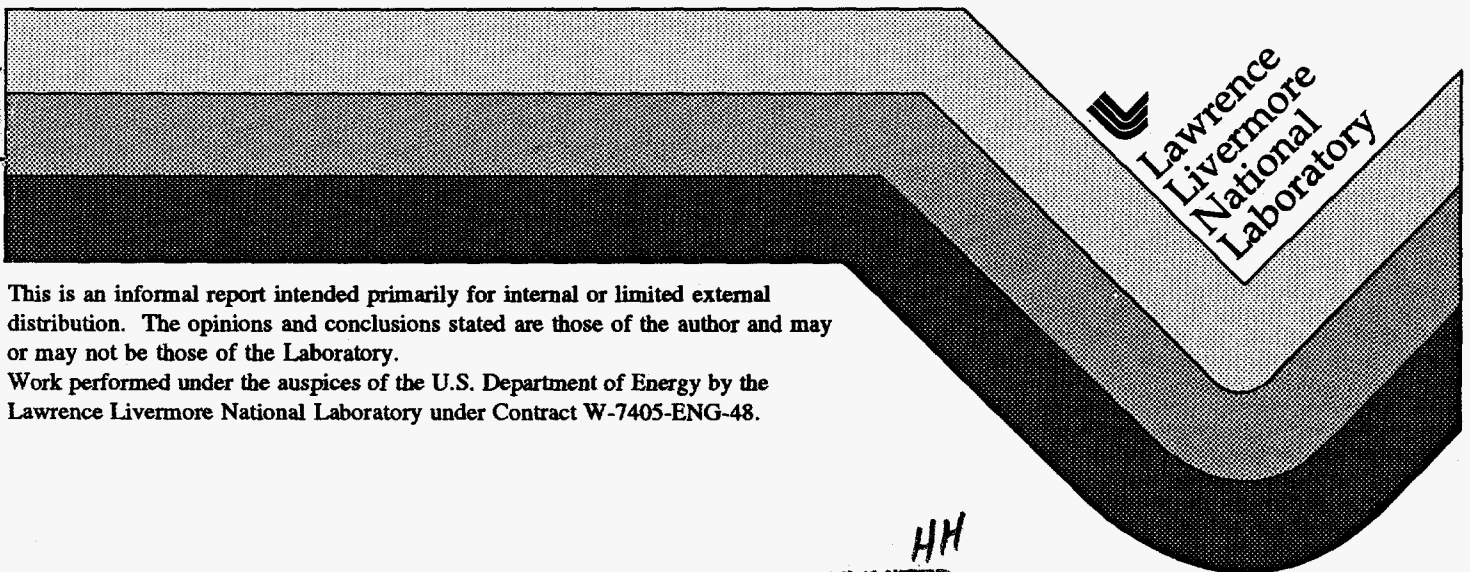 Lawrence
Livermore
National
Laboratory
This is an informal report intended primarily for internal or limited external
distribution. The opinions and conclusions stated are those of the author and may
or may not be those of the Laboratory.
Work performed under the auspices of the U.S. Department of Energy by the
Lawrence Livermore National Laboratory under Contract W-7405-ENG-48.
HH